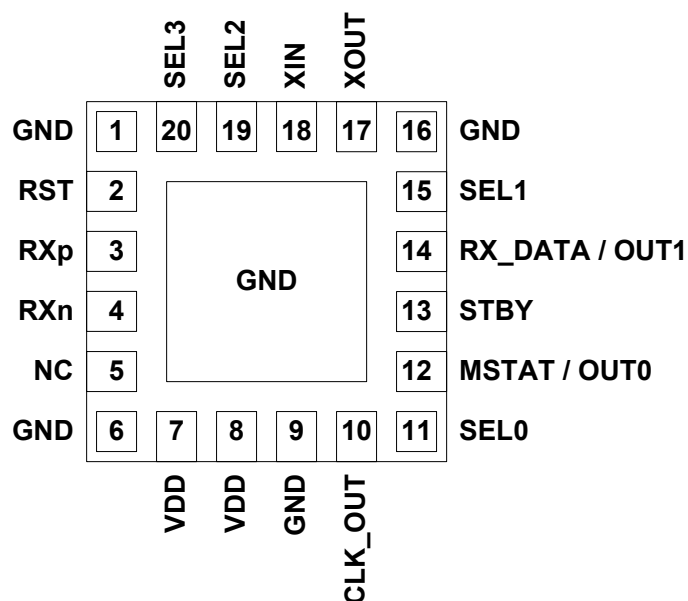 SEL3 SEL2 XIN XOUT
GND 1 20 19 18 17 16 GND
RST 2 15 SEL1
RXp 3 14 RX_DATA / OUT1
GND
RXn 4 13 STBY
NC 5 12 MSTAT / OUT0
GND 6 7 8 9 10 11 SEL0
VDD VDD GND CLK_OUT